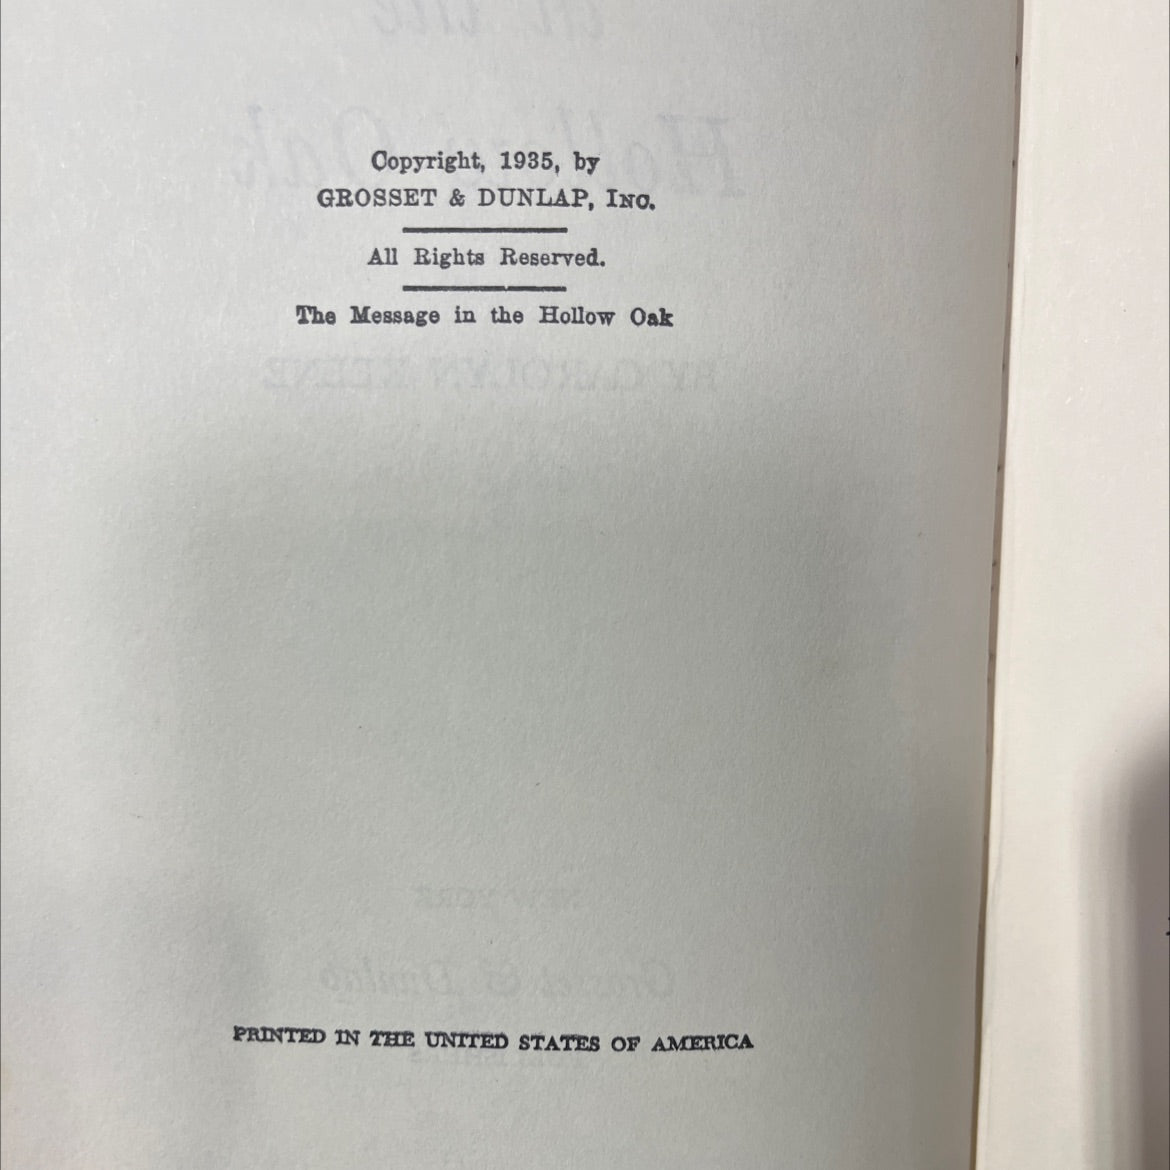 Copyright, 1935, by
GROSSET & DUNLAP, INC.
All Rights Reserved.
The Message in the Hollow Oak
PRINTED IN THE UNITED STATES OF AMERICA